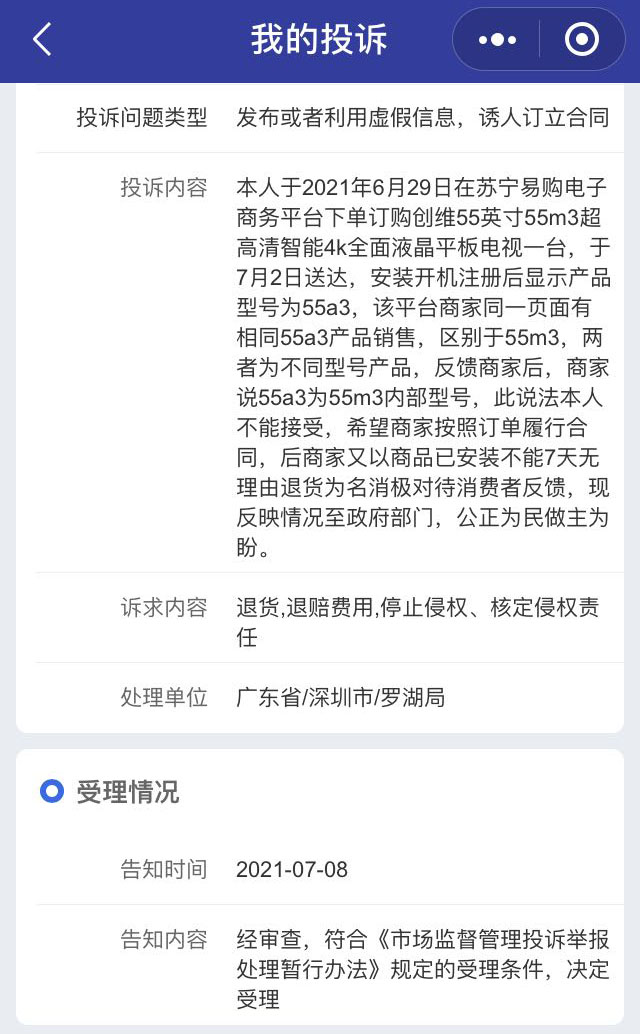 我的投诉
投诉问题类型 发布或者利用虚假信息，诱人订立合同
投诉内容 本人于2021年6月29日在苏宁易购电子
商务平台下单订购创维55英寸55m3超
高清智能4k全面液晶平板电视一台，于
7月2日送达，安装开机注册后显示产品
型号为55a3，该平台商家同一页面有
相同55a3产品销售，区别于55m3，两
者为不同型号产品，反馈商家后，商家
说55a3为55m3内部型号，此说法本人
不能接受，希望商家按照订单履行合
同，后商家又以商品已安装不能7天无
理由退货为名消极对待消费者反馈，现
反映情况至政府部门，公正为民做主为
盼。
诉求内容 退货,退赔费用,停止侵权、核定侵权责
任
处理单位 广东省/深圳市/罗湖局
受理情况
告知时间 2021-07-08
告知内容 经审查，符合《市场监督管理投诉举报
处理暂行办法》规定的受理条件，决定
受理